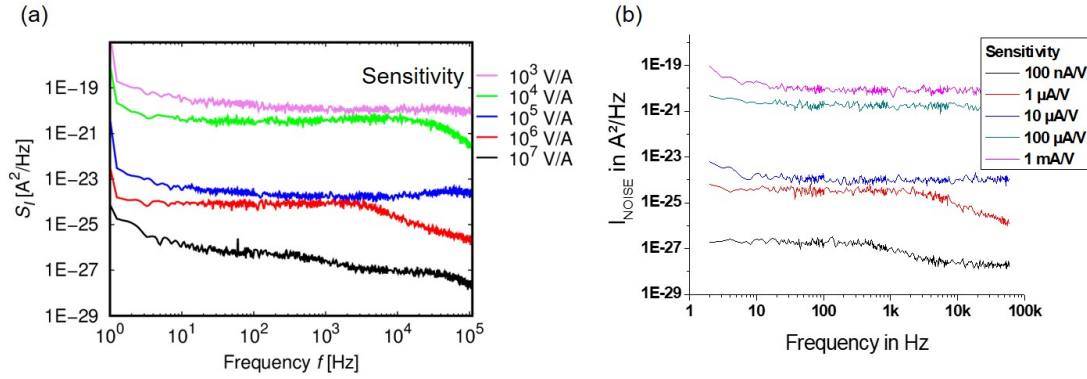 (a)
Sensitivity
10³ V/A
10⁴ V/A
10⁵ V/A
10⁶ V/A
10⁷ V/A
1E−19
1E−21
1E−23
1E−25
1E−27
1E−29
S_I [A²/Hz]
10⁰ 10¹ 10² 10³ 10⁴ 10⁵
Frequency f [Hz]
(b)
Sensitivity
100 nA/V
1 µA/V
10 µA/V
100 µA/V
1 mA/V
1E-19
1E-21
1E-23
1E-25
1E-27
1E-29
I_NOISE in A²/Hz
1 10 100 1k 10k 100k
Frequency in Hz